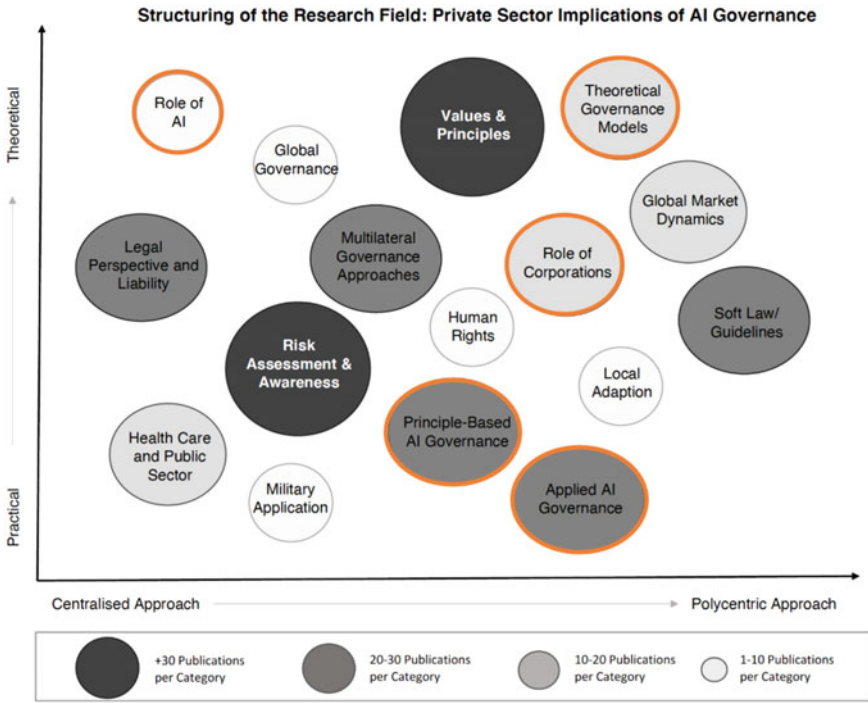 Structuring of the Research Field: Private Sector Implications of AI Governance
Theoretical
Practical
Role of
AI
Global
Governance
Values &
Principles
Theoretical
Governance
Models
Global Market
Dynamics
Legal
Perspective and
Liability
Multilateral
Governance
Approaches
Role of
Corporations
Soft Law/
Guidelines
Human
Rights
Risk
Assessment &
Awareness
Local
Adaption
Principle-Based
AI Governance
Health Care
and Public
Sector
Military
Application
Applied AI
Governance
Centralised Approach
Polycentric Approach
+30 Publications
per Category
20-30 Publications
per Category
10-20 Publications
per Category
1-10 Publications
per Category